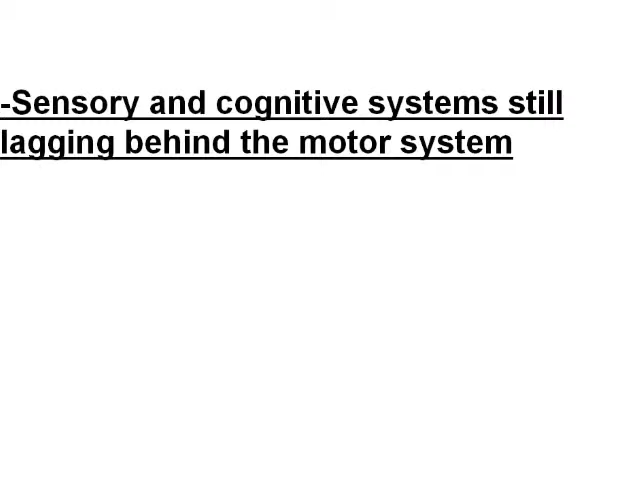 -Sensory and cognitive systems still
lagging behind the motor system